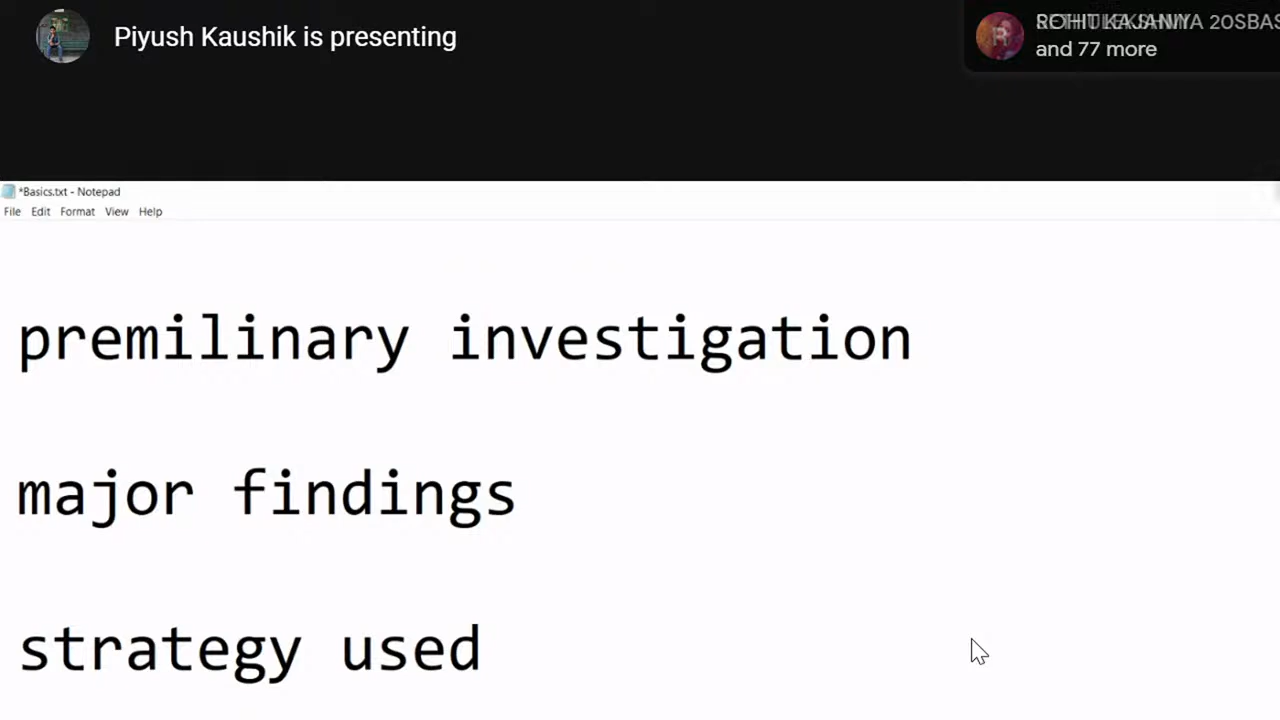 Piyush Kaushik is presenting
and 77 more
*Basics.txt - Notepad
File Edit Format View Help
premilinary investigation
major findings
strategy used